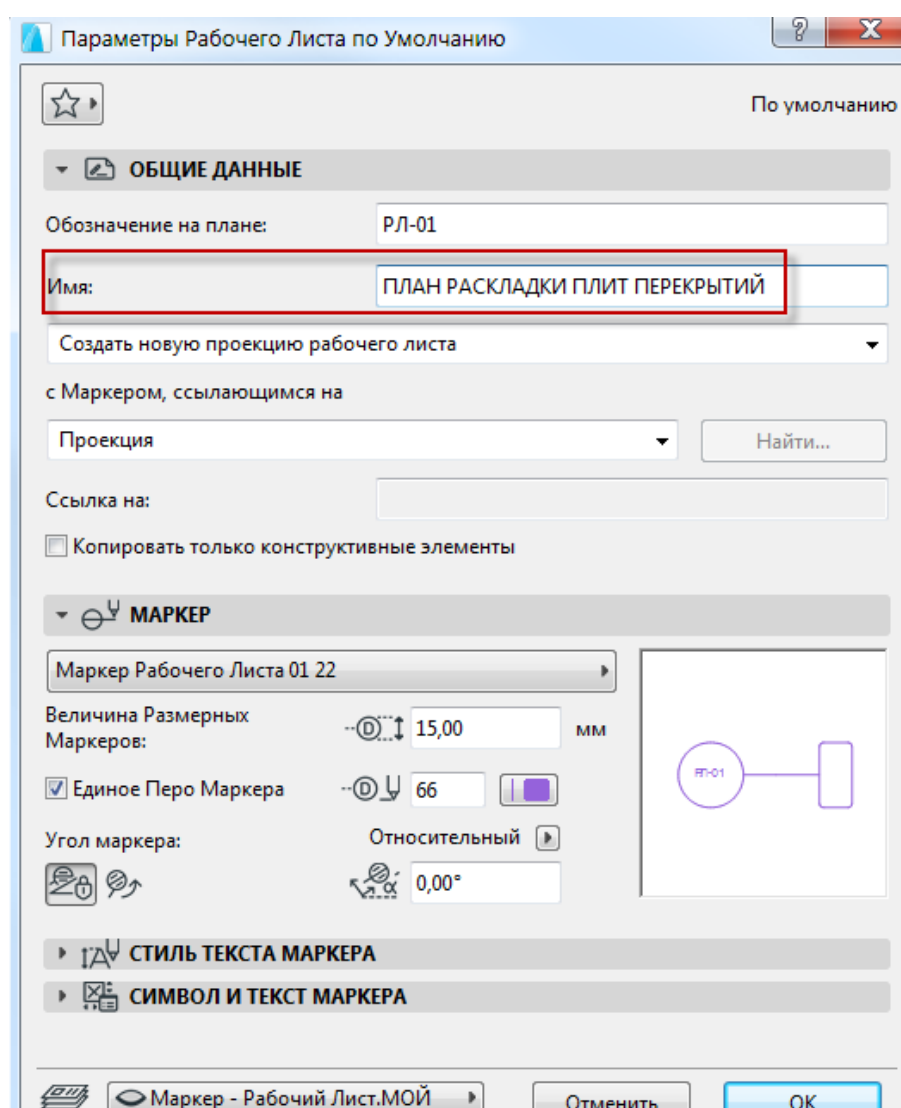 Параметры Рабочего Листа по Умолчанию
По умолчанию
ОБЩИЕ ДАННЫЕ
Обозначение на плане: РЛ-01
Имя: ПЛАН РАСКЛАДКИ ПЛИТ ПЕРЕКРЫТИЙ
Создать новую проекцию рабочего листа
с Маркером, ссылающимся на
Проекция Найти...
Ссылка на:
Копировать только конструктивные элементы
МАРКЕР
Маркер Рабочего Листа 01 22
Величина Размерных
Маркеров: 15,00 мм
Единое Перо Маркера 66
РЛ-01
Угол маркера: Относительный
0,00°
СТИЛЬ ТЕКСТА МАРКЕРА
СИМВОЛ И ТЕКСТ МАРКЕРА
Маркер - Рабочий Лист.МОЙ Отменить OK